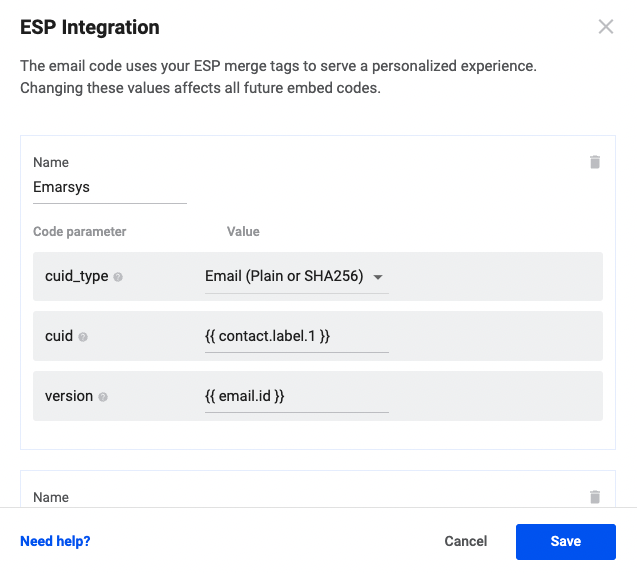 ESP Integration
The email code uses your ESP merge tags to serve a personalized experience.
Changing these values affects all future embed codes.
Name
Emarsys
Code parameter Value
cuid_type Email (Plain or SHA256)
cuid {{ contact.label.1 }}
version {{ email.id }}
Name
Need help? Cancel Save